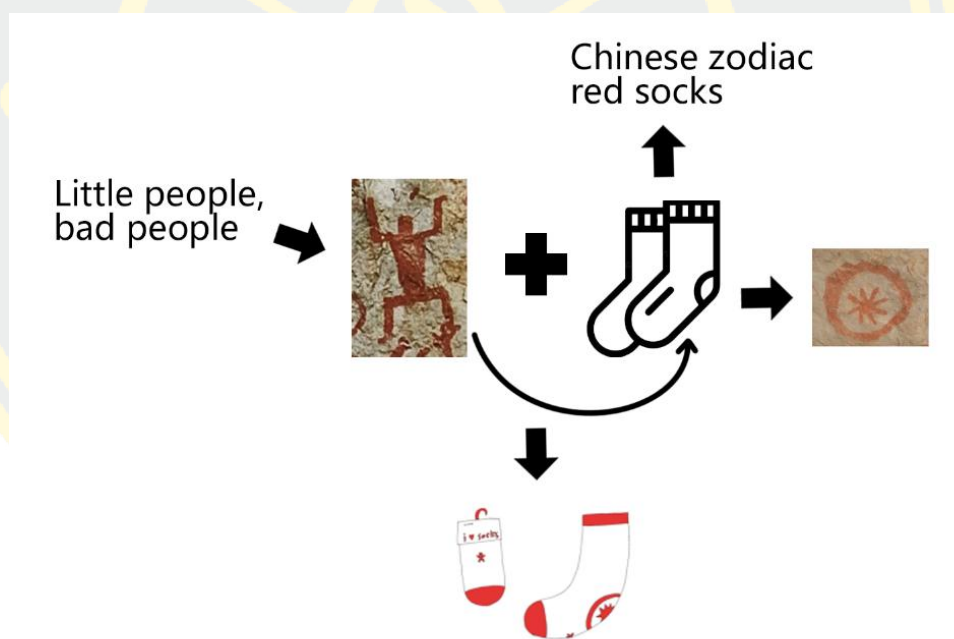 Chinese zodiac
red socks
Little people,
bad people
i ♥ socks